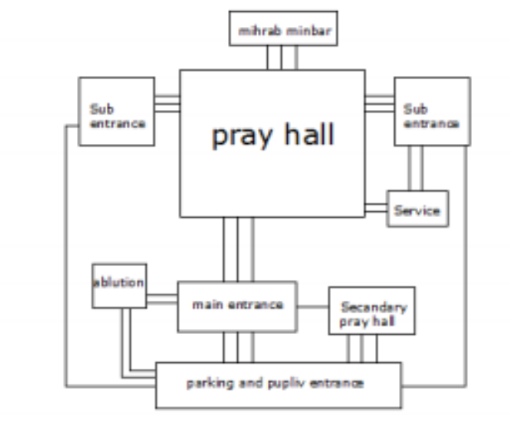 mihrab minbar
Sub
entrance
pray hall
Sub
entrance
Service
ablution
main entrance
Secandary
pray hall
parking and pupliv entrance